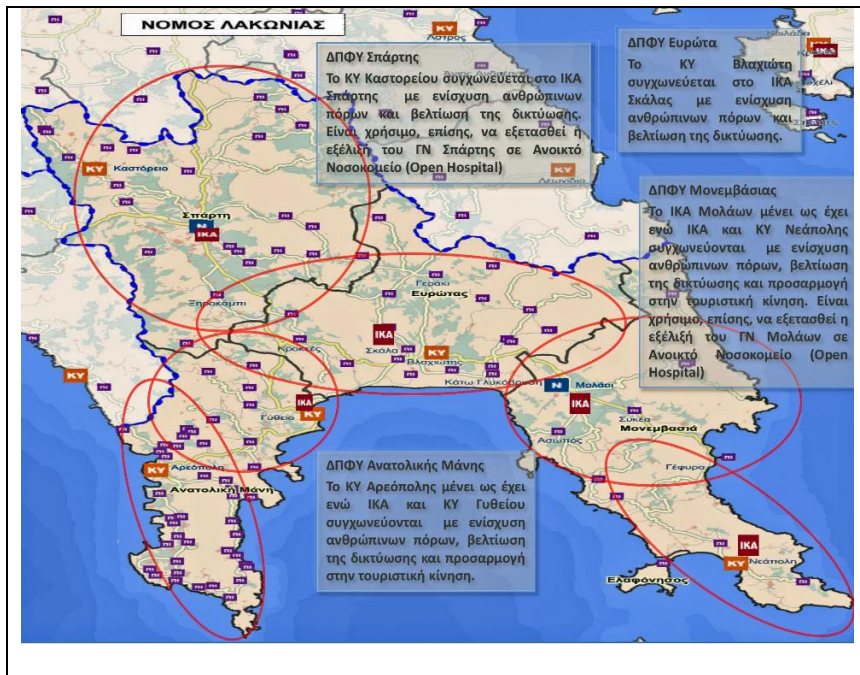 ΝΟΜΟΣ ΛΑΚΩΝΙΑΣ
ΚΥ
Άστρος
ΔΠΦΥ Σπάρτης
Το ΚΥ Καστορείου συγχωνεύεται στο ΙΚΑ
Σπάρτης με ενίσχυση ανθρώπινων
πόρων και βελτίωση της δικτύωσης.
Είναι χρήσιμο, επίσης, να εξετασθεί η
εξέλιξη του ΓΝ Σπάρτης σε Ανοικτό
Νοσοκομείο (Open Hospital)
ΔΠΦΥ Ευρώτα
Το ΚΥ Βλαχιώτη
συγχωνεύεται στο ΙΚΑ
Σκάλας με ενίσχυση
ανθρώπινων πόρων και
βελτίωση της δικτύωσης.
ΔΠΦΥ Μονεμβάσιας
Το ΙΚΑ Μολάων μένει ως έχει
ενώ ΙΚΑ και ΚΥ Νεάπολης
συγχωνεύονται με ενίσχυση
ανθρώπινων πόρων, βελτίωση
της δικτύωσης και προσαρμογή
στην τουριστική κίνηση. Είναι
χρήσιμο, επίσης, να εξετασθεί η
εξέλιξή του ΓΝ Μολάων σε
Ανοικτό Νοσοκομείο (Open
Hospital)
ΚΥ
Καστόρειο
ΚΥ
Λεωνίδιο
Σπάρτη
Ν
ΙΚΑ
Ξηροκάμπι
Γεράκι
Ευρώτας
Κροκεές
ΙΚΑ
Σκάλα
ΚΥ
Βλαχιώτης
Κάτω Γλυκόβρυση
Ν
Μολάοι
ΙΚΑ
Συκέα
Μονεμβασιά
Ασωπός
Γέφυρα
ΚΥ
ΙΚΑ
ΚΥ
Γύθειο
ΚΥ
Αρεόπολη
Ανατολική Μάνη
ΔΠΦΥ Ανατολικής Μάνης
Το ΚΥ Αρεόπολης μένει ως έχει
ενώ ΙΚΑ και ΚΥ Γυθείου
συγχωνεύονται με ενίσχυση
ανθρώπινων πόρων, βελτίωση
της δικτύωσης και προσαρμογή
στην τουριστική κίνηση.
ΙΚΑ
ΚΥ
Νεάπολη
Ελαφόνησος